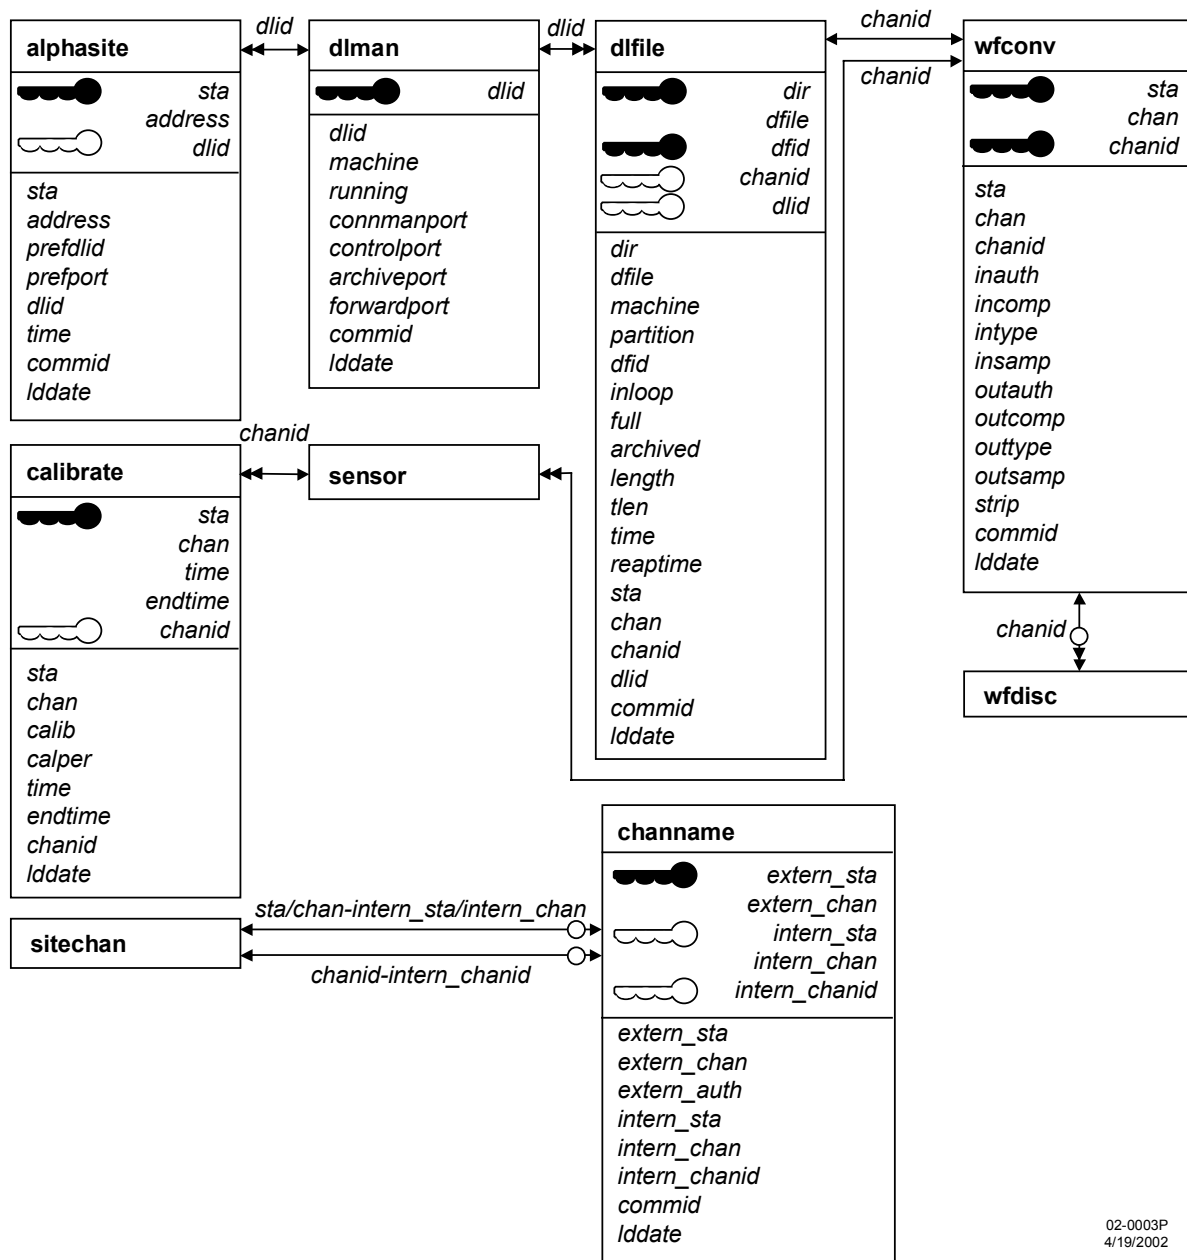 dlid
alphasite
sta
address
dlid
sta
address
prefdlid
prefport
dlid
time
commid
lddate
dlid
dlman
dlid
dlid
machine
running
connmanport
controlport
archiveport
forwardport
commid
lddate
chanid
dlfile
dir
dfile
dfid
chanid
dlid
dir
dfile
machine
partition
dfid
inloop
full
archived
length
tlen
time
reaptime
sta
chan
chanid
dlid
commid
lddate
chanid
wfconv
sta
chan
chanid
sta
chan
chanid
inauth
incomp
intype
insamp
outauth
outcomp
outtype
outsamp
strip
commid
lddate
chanid
wfdisc
chanid
calibrate
sta
chan
time
endtime
chanid
sta
chan
calib
calper
time
endtime
chanid
lddate
sensor
sitechan
sta/chan-intern_sta/intern_chan
chanid-intern_chanid
channame
extern_sta
extern_chan
intern_sta
intern_chan
intern_chanid
extern_sta
extern_chan
extern_auth
intern_sta
intern_chan
intern_chanid
commid
lddate
02-0003P
4/19/2002